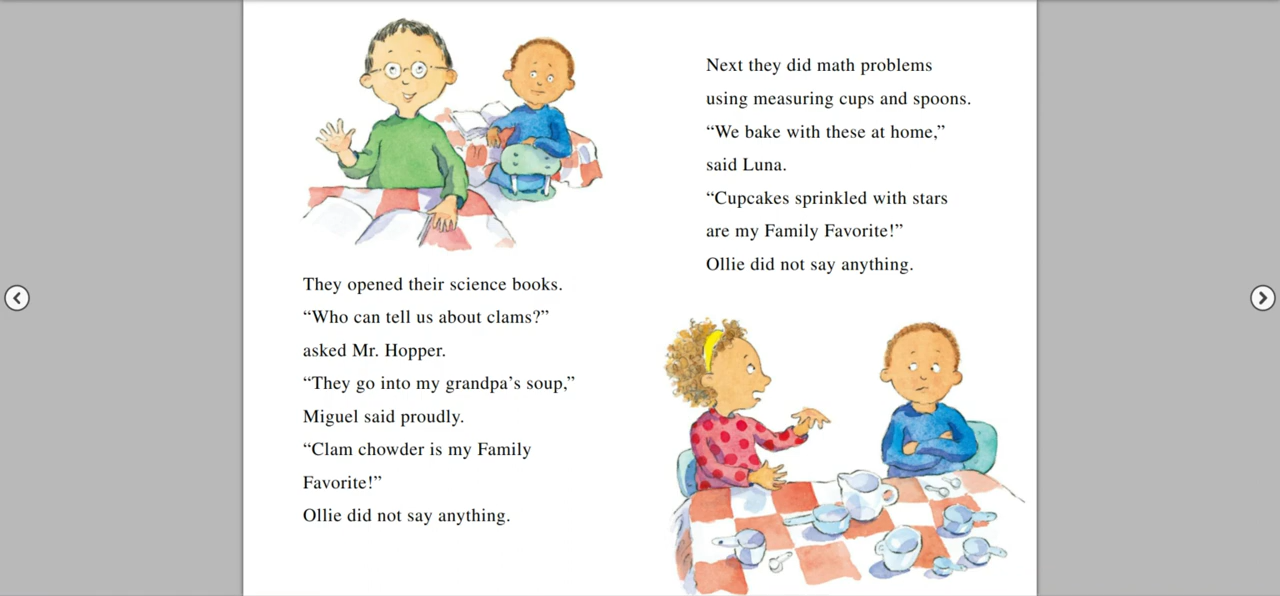 They opened their science books.
“Who can tell us about clams?”
asked Mr. Hopper.
“They go into my grandpa’s soup,”
Miguel said proudly.
“Clam chowder is my Family
Favorite!”
Ollie did not say anything.
Next they did math problems
using measuring cups and spoons.
“We bake with these at home,”
said Luna.
“Cupcakes sprinkled with stars
are my Family Favorite!”
Ollie did not say anything.